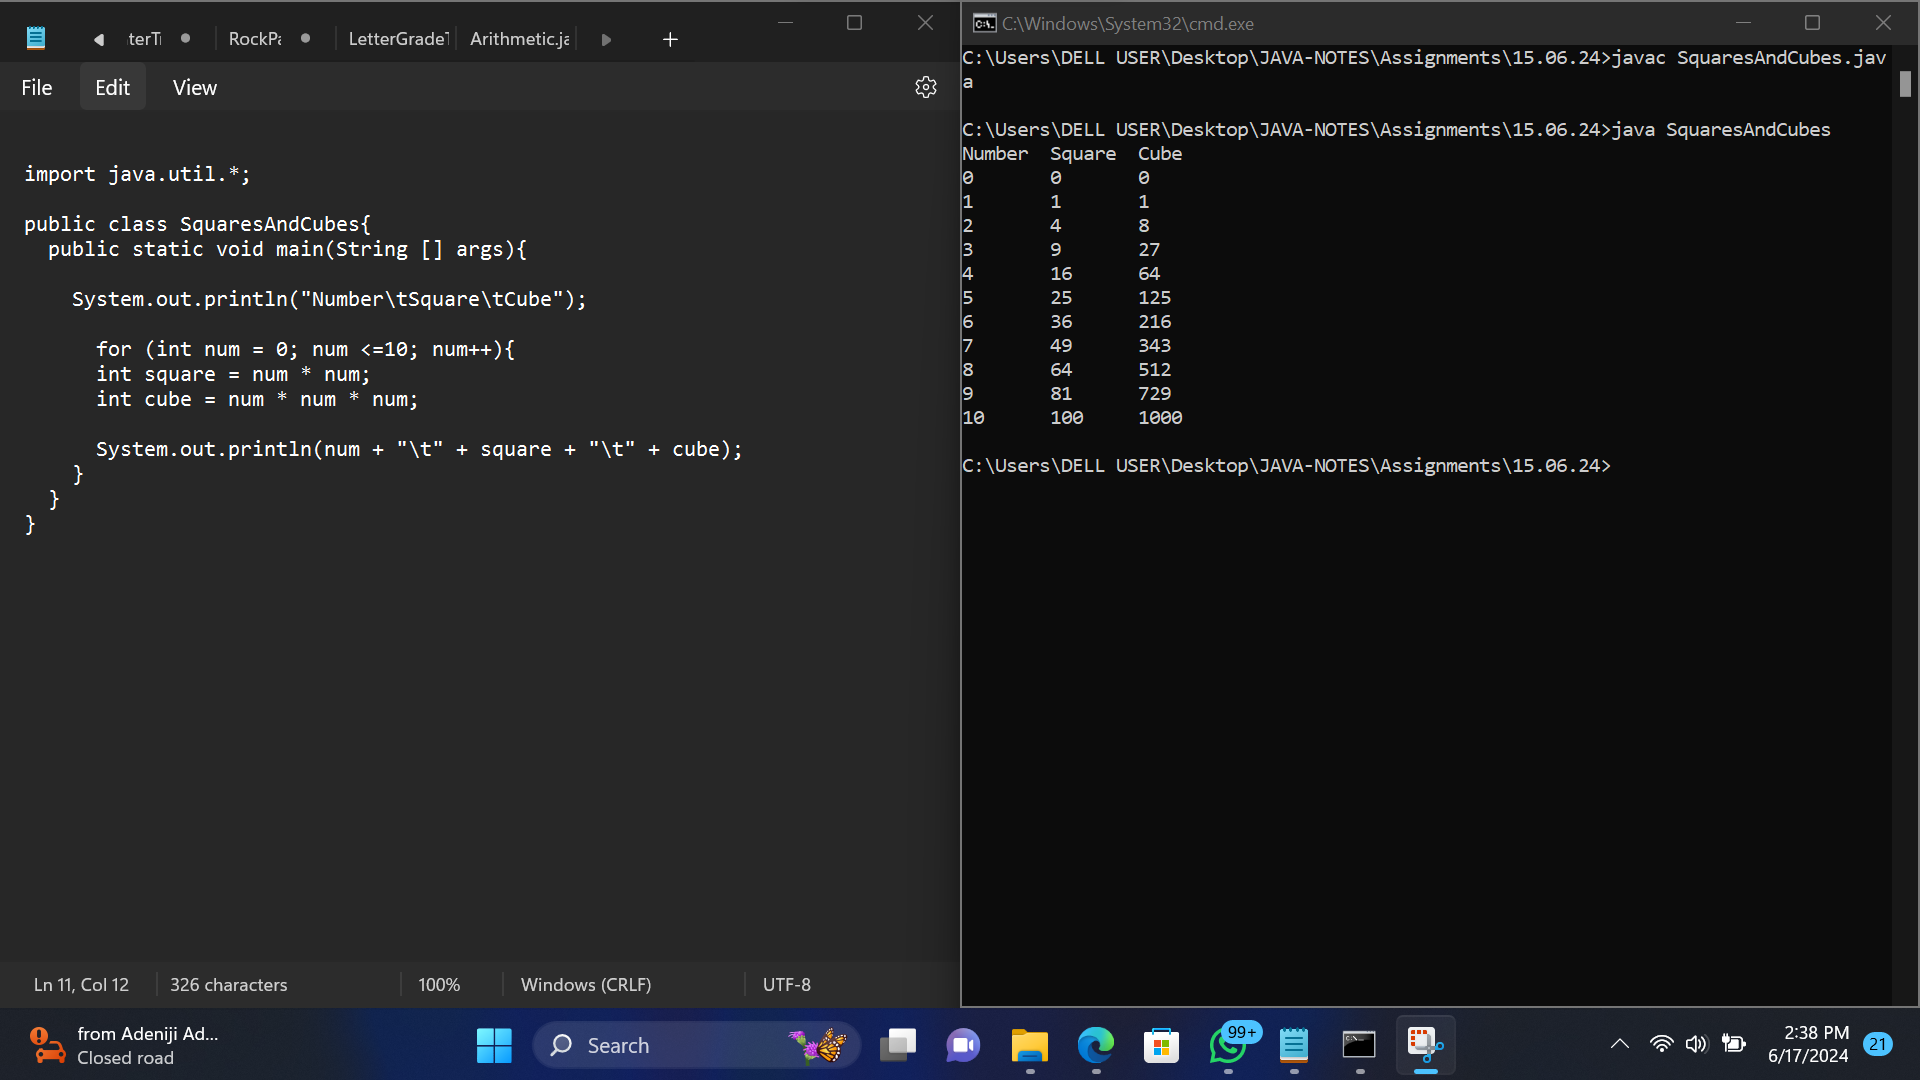 terTi RockPa LetterGradeT Arithmetic.ja
File Edit View
import java.util.*;
public class SquaresAndCubes{
public static void main(String [] args){
System.out.println("Number\tSquare\tCube");
for (int num = 0; num <=10; num++){
int square = num * num;
int cube = num * num * num;
System.out.println(num + "\t" + square + "\t" + cube);
}
}
}
Ln 11, Col 12 326 characters 100% Windows (CRLF) UTF-8
C:\Windows\System32\cmd.exe
C:\Users\DELL USER\Desktop\JAVA-NOTES\Assignments\15.06.24>javac SquaresAndCubes.jav
a
C:\Users\DELL USER\Desktop\JAVA-NOTES\Assignments\15.06.24>java SquaresAndCubes
Number Square Cube
0 0 0
1 1 1
2 4 8
3 9 27
4 16 64
5 25 125
6 36 216
7 49 343
8 64 512
9 81 729
10 100 1000
C:\Users\DELL USER\Desktop\JAVA-NOTES\Assignments\15.06.24>
from Adeniji Ad...
Closed road
Search
99+
2:38 PM
6/17/2024
21